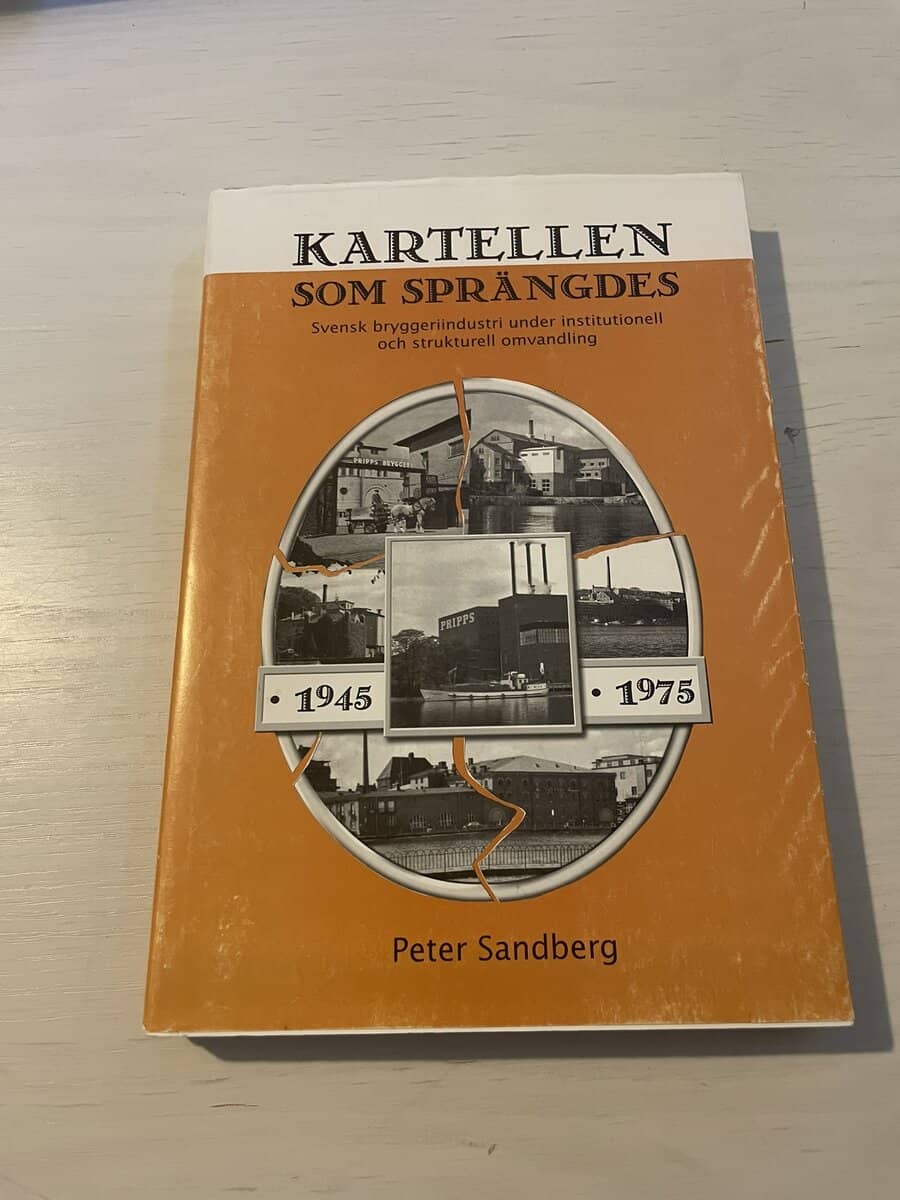 KARTELLEN
SOM SPRÄNGDES
Svensk bryggeriindustri under institutionell
och strukturell omvandling
PRIPPS BRYGGERI
PRIPPS
• 1945
• 1975
Peter Sandberg